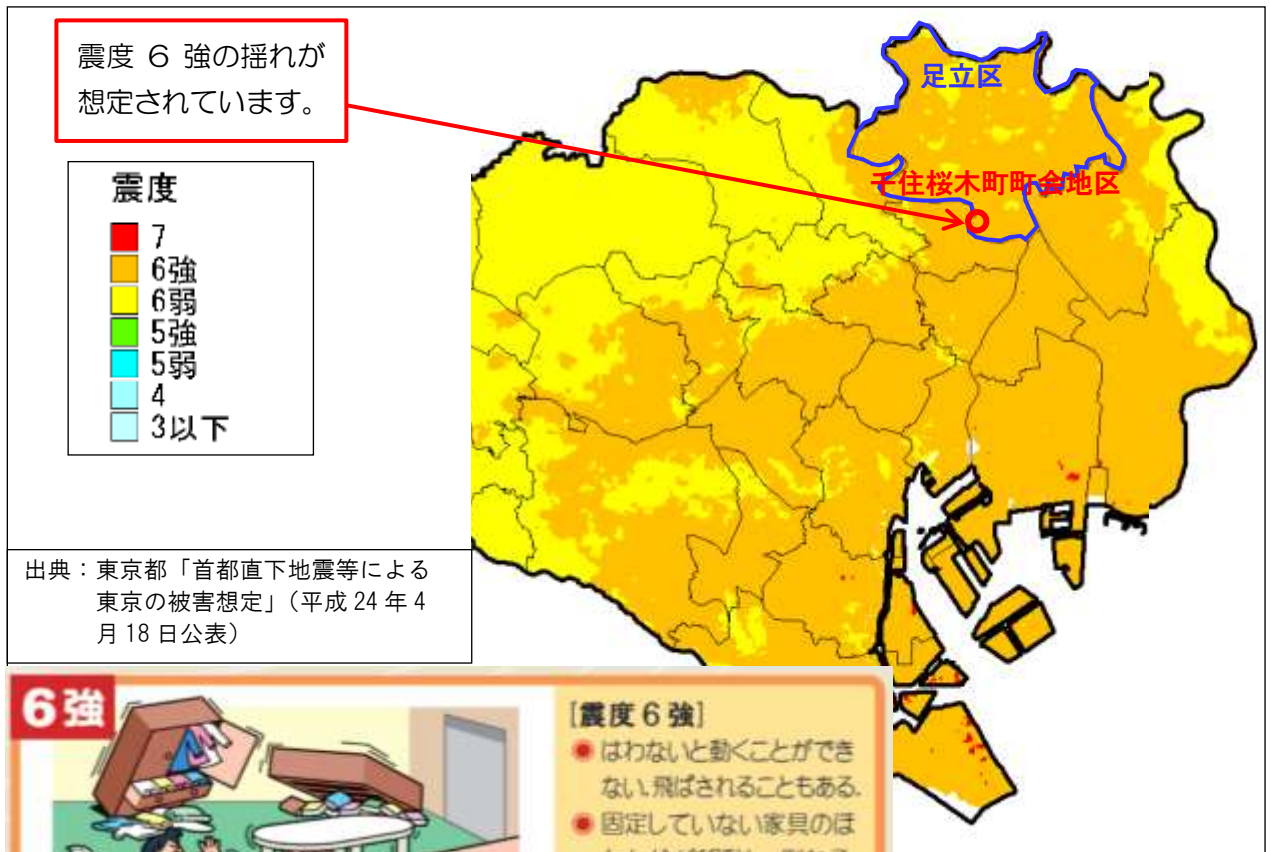 震度 6 強の揺れが
想定されています。
足立区
千住桜木町町会地区
震度
7
6強
6弱
5強
5弱
4
3以下
出典：東京都「首都直下地震等による
東京の被害想定」（平成 24 年 4
月 18 日公表）
6強
[震度6強]
● はわないと動くことができ
ない。飛ばされることもある。
● 固定していない家具のほ